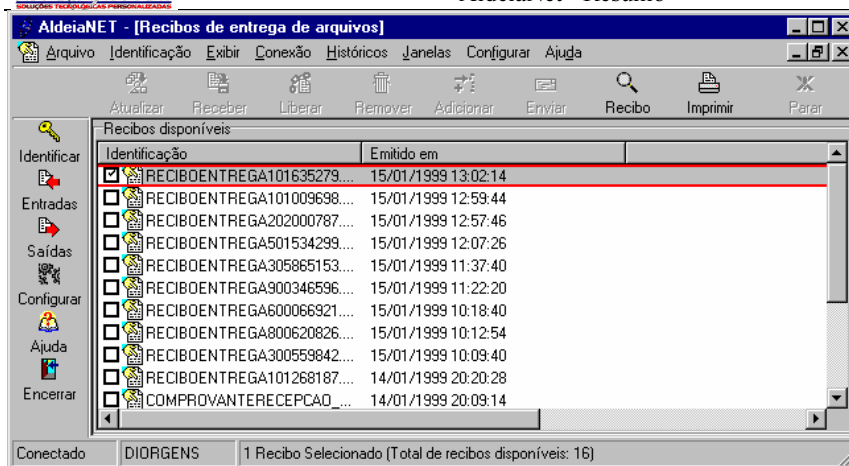 SOLUÇÕES TECNOLÓGICAS PERSONALIZADAS
AldeiaNET - [Recibos de entrega de arquivos]
Arquivo Identificação Exibir Conexão Históricos Janelas Configurar Ajuda
Atualizar Receber Liberar Remover Adicionar Enviar Recibo Imprimir Parar
Identificar
Entradas
Saídas
Configurar
Ajuda
Encerrar
Recibos disponíveis
Identificação Emitido em
RECIBOENTREGA101635279.... 15/01/1999 13:02:14
RECIBOENTREGA101009698.... 15/01/1999 12:59:44
RECIBOENTREGA202000787.... 15/01/1999 12:57:46
RECIBOENTREGA501534299.... 15/01/1999 12:07:26
RECIBOENTREGA305865153.... 15/01/1999 11:37:40
RECIBOENTREGA900346596.... 15/01/1999 11:22:20
RECIBOENTREGA600066921.... 15/01/1999 10:18:40
RECIBOENTREGA800620826.... 15/01/1999 10:12:54
RECIBOENTREGA300559842.... 15/01/1999 10:09:40
RECIBOENTREGA101268187.... 14/01/1999 20:20:28
COMPROVANTERECEPCAO_... 14/01/1999 20:09:14
Conectado DIORGENS 1 Recibo Selecionado (Total de recibos disponíveis: 16)